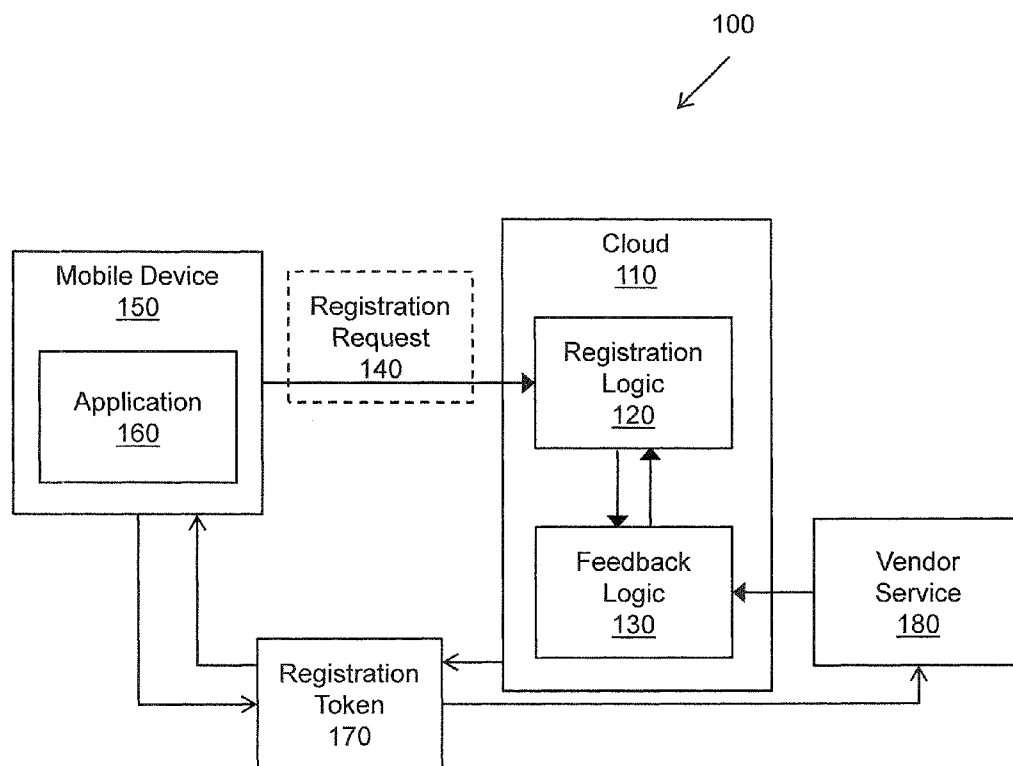 100
Cloud
110
Mobile Device
150
Registration
Request
140
Registration
Logic
120
Application
160
Feedback
Logic
130
Vendor
Service
180
Registration
Token
170